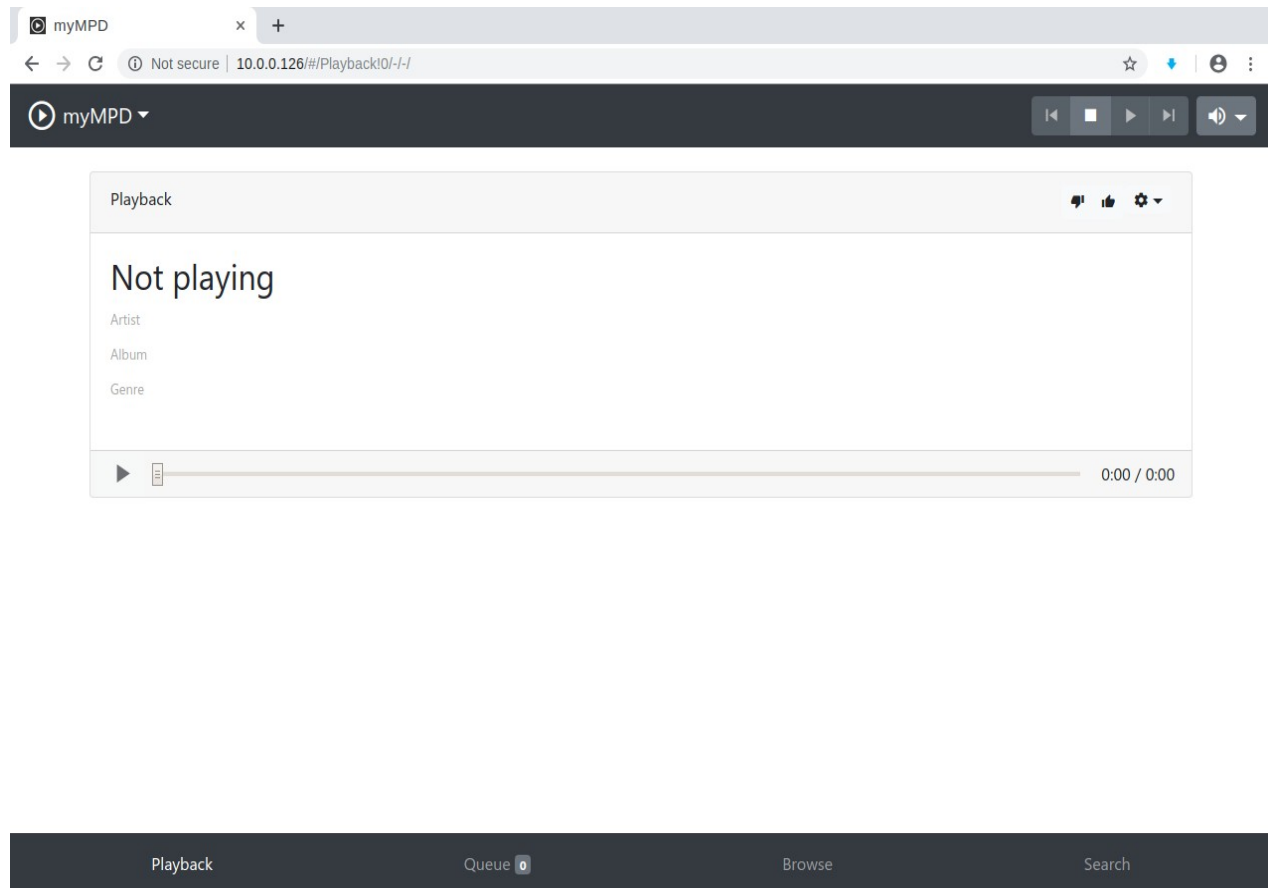 myMPD
Not secure | 10.0.0.126/#/Playback!0/-/-/
myMPD
Playback
Not playing
Artist
Album
Genre
0:00 / 0:00
Playback Queue 0 Browse Search